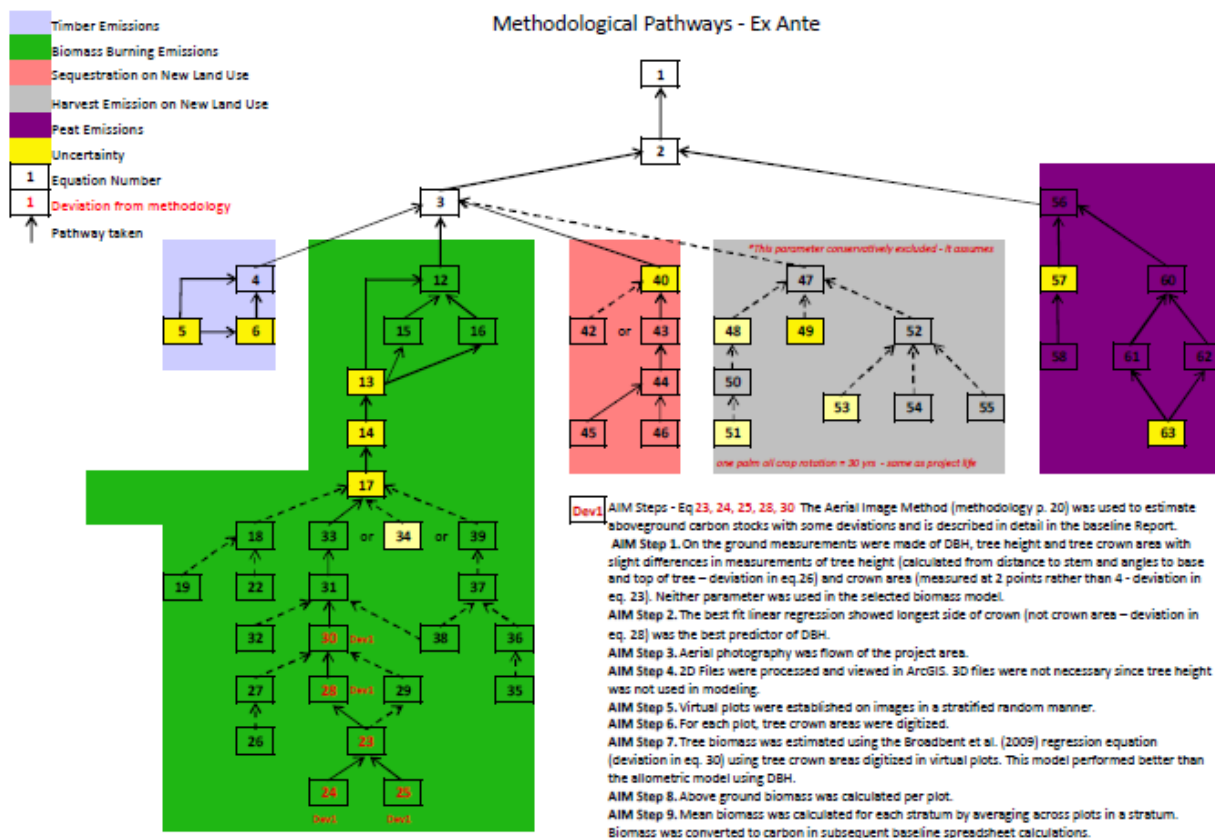 Methodological Pathways - Ex Ante
Timber Emissions
Biomass Burning Emissions
Sequestration on New Land Use
Harvest Emission on New Land Use
Peat Emissions
Uncertainty
1 Equation Number
1 Deviation from methodology
Pathway taken
1
2
3
56
*This parameter conservatively excluded - it assumes
4
12
40
47
57
60
5
6
15
16
42 or 43
48
49
52
58
61
62
13
44
50
53
54
55
14
45
46
51
63
one palm oil crop rotation = 30 yrs - same as project life
17
18
33 or 34 or 39
19
22
31
37
32
30 Dev1
38
36
27
28 Dev1
29
35
26
23
24
25
Dev1
Dev1
Dev1 AIM Steps - Eq 23, 24, 25, 28, 30 The Aerial Image Method (methodology p. 20) was used to estimate
aboveground carbon stocks with some deviations and is described in detail in the baseline Report.
AIM Step 1. On the ground measurements were made of DBH, tree height and tree crown area with
slight differences in measurements of tree height (calculated from distance to stem and angles to base
and top of tree – deviation in eq.26) and crown area (measured at 2 points rather than 4 - deviation in
eq. 23). Neither parameter was used in the selected biomass model.
AIM Step 2. The best fit linear regression showed longest side of crown (not crown area – deviation in
eq. 28) was the best predictor of DBH.
AIM Step 3. Aerial photography was flown of the project area.
AIM Step 4. 2D Files were processed and viewed in ArcGIS. 3D files were not necessary since tree height
was not used in modeling.
AIM Step 5. Virtual plots were established on images in a stratified random manner.
AIM Step 6. For each plot, tree crown areas were digitized.
AIM Step 7. Tree biomass was estimated using the Broadbent et al. (2009) regression equation
(deviation in eq. 30) using tree crown areas digitized in virtual plots. This model performed better than
the allometric model using DBH.
AIM Step 8. Above ground biomass was calculated per plot.
AIM Step 9. Mean biomass was calculated for each stratum by averaging across plots in a stratum.
Biomass was converted to carbon in subsequent baseline spreadsheet calculations.